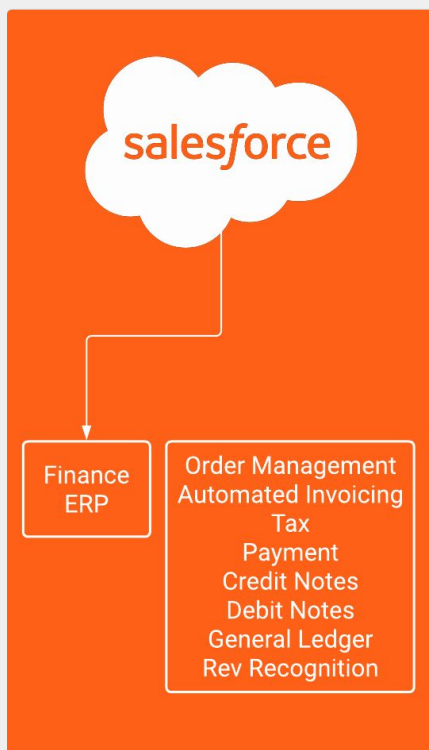 salesforce
Finance
ERP
Order Management
Automated Invoicing
Tax
Payment
Credit Notes
Debit Notes
General Ledger
Rev Recognition